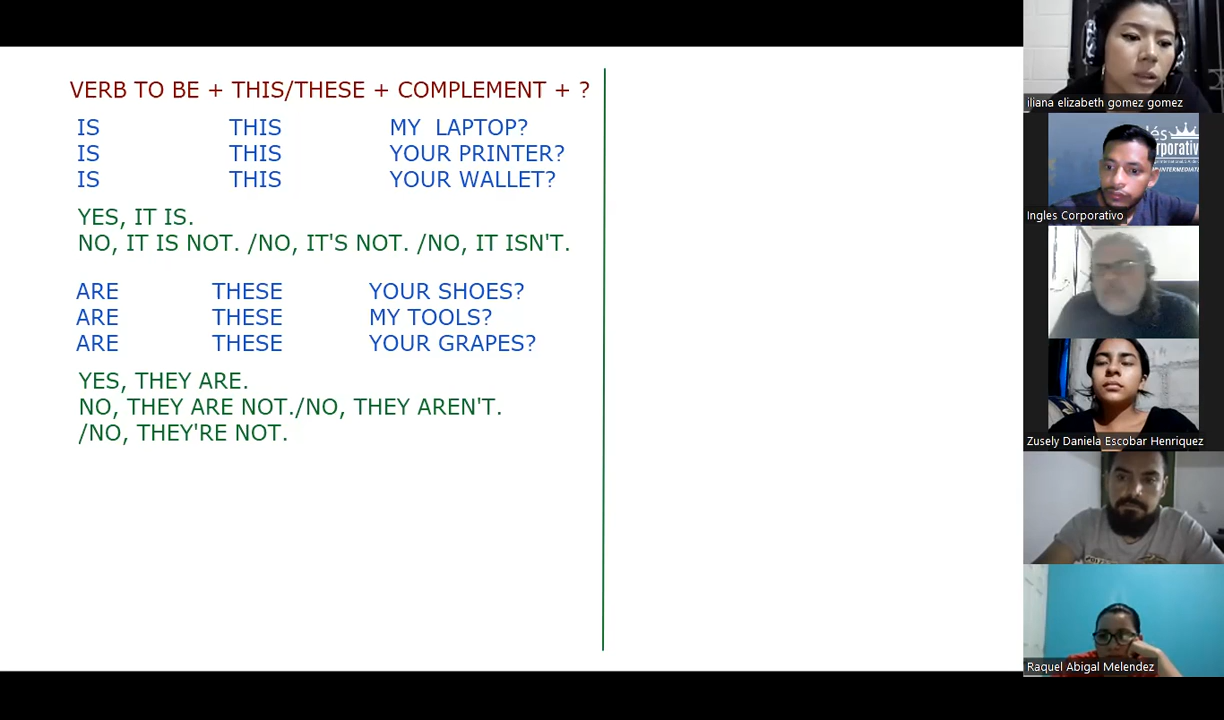 VERB TO BE + THIS/THESE + COMPLEMENT + ?
IS THIS MY LAPTOP?
IS THIS YOUR PRINTER?
IS THIS YOUR WALLET?
YES, IT IS.
NO, IT IS NOT. /NO, IT'S NOT. /NO, IT ISN'T.
ARE THESE YOUR SHOES?
ARE THESE MY TOOLS?
ARE THESE YOUR GRAPES?
YES, THEY ARE.
NO, THEY ARE NOT./NO, THEY AREN'T.
/NO, THEY'RE NOT.
iliana elizabeth gomez gomez
Ingles Corporativo
Zusely Daniela Escobar Henriquez
Raquel Abigal Melendez